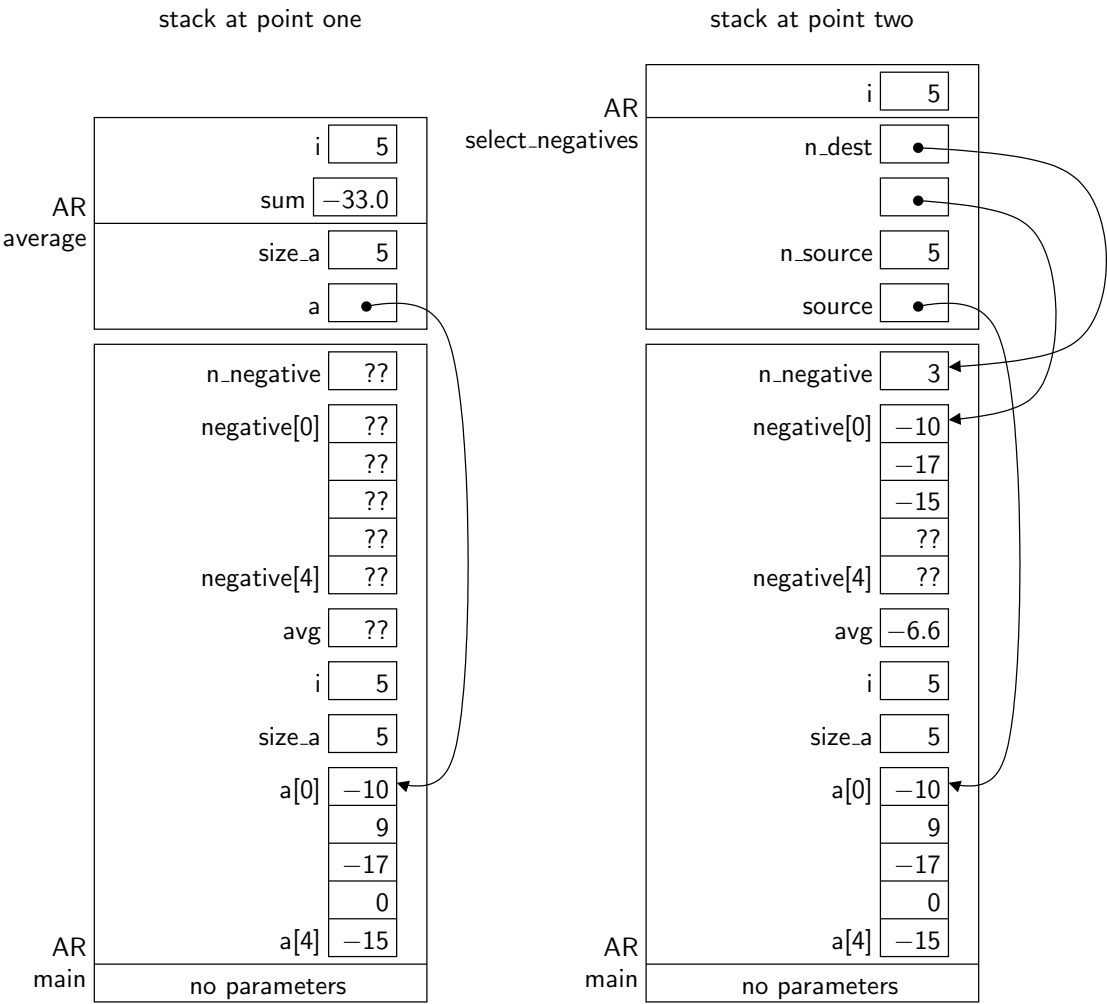 stack at point one
AR
average
i 5
sum −33.0
size_a 5
a
n_negative ??
negative[0] ??
??
??
??
negative[4] ??
avg ??
i 5
size_a 5
a[0] −10
9
−17
0
a[4] −15
AR
main
no parameters
stack at point two
AR
select_negatives
i 5
n_dest
n_source 5
source
n_negative 3
negative[0] −10
−17
−15
??
negative[4] ??
avg −6.6
i 5
size_a 5
a[0] −10
9
−17
0
a[4] −15
AR
main
no parameters